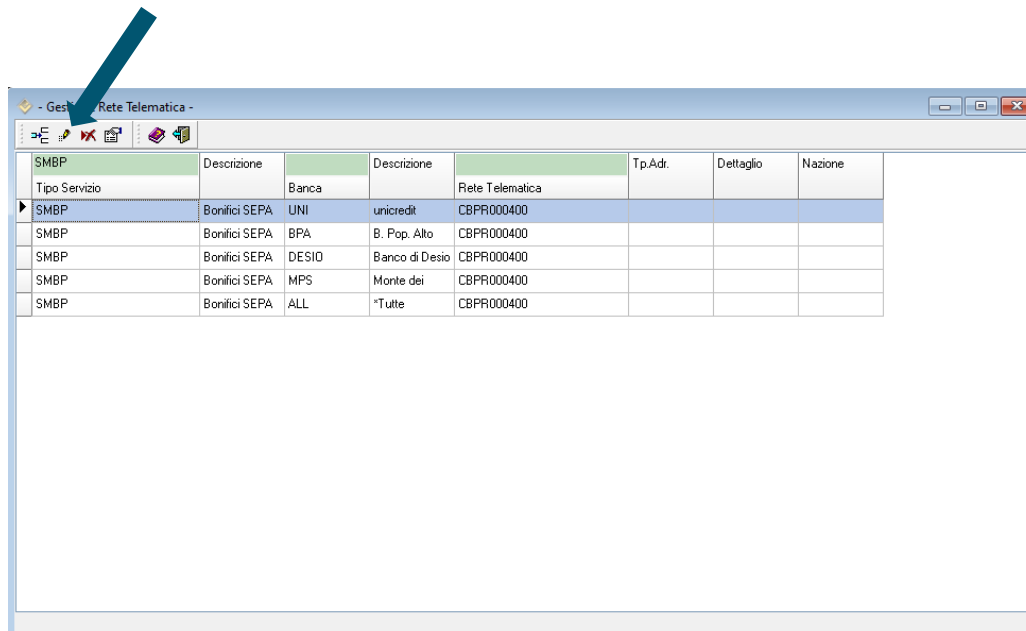 - Gest Rete Telematica -
SMBP Descrizione Descrizione Tp.Adr. Dettaglio Nazione
Tipo Servizio Banca Rete Telematica
SMBP Bonifici SEPA UNI unicredit CBPR000400
SMBP Bonifici SEPA BPA B. Pop. Alto CBPR000400
SMBP Bonifici SEPA DESIO Banco di Desio CBPR000400
SMBP Bonifici SEPA MPS Monte dei CBPR000400
SMBP Bonifici SEPA ALL *Tutte CBPR000400